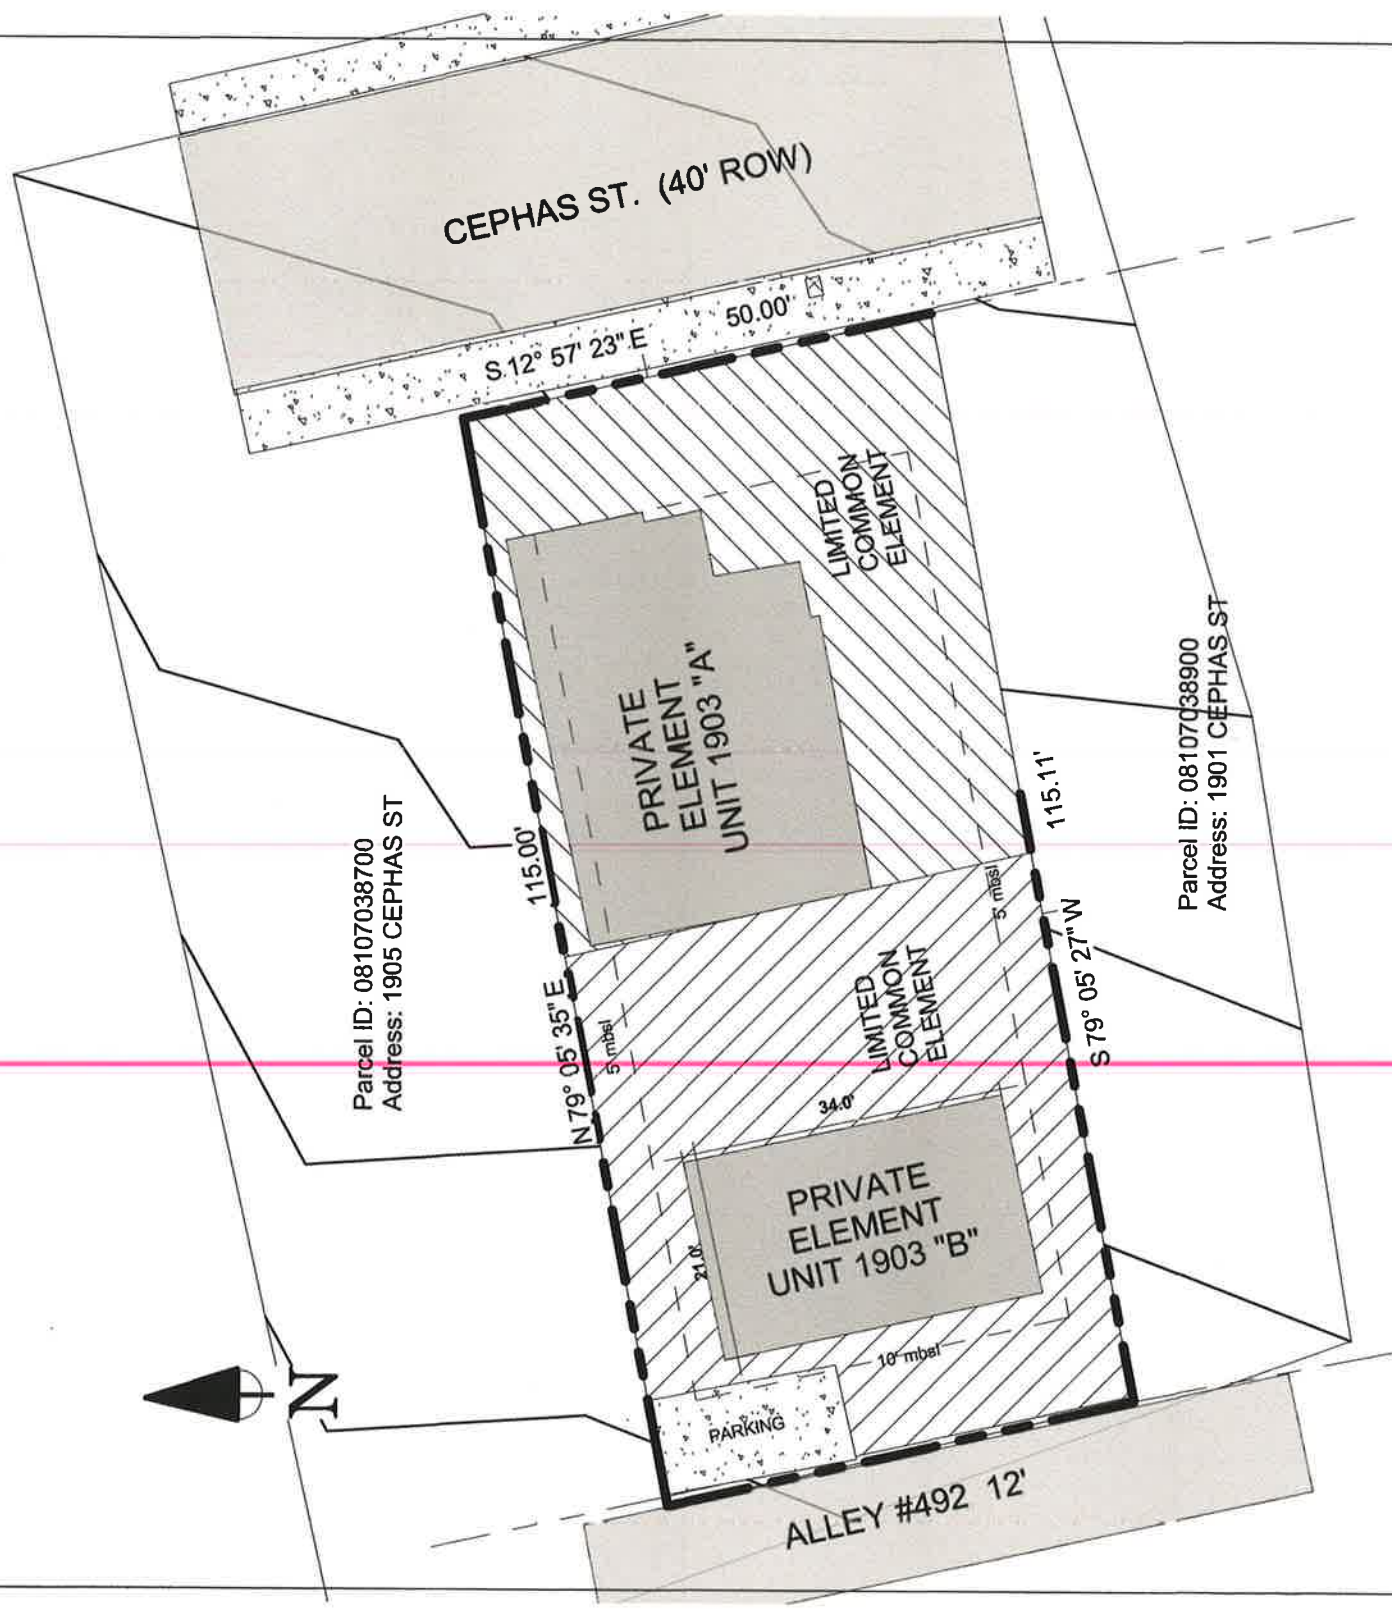 CEPHAS ST. (40' ROW)
50.00'
S 12° 57' 23" E
LIMITED
COMMON
ELEMENT
PRIVATE
ELEMENT
UNIT 1903 "A"
115.00'
115.11'
Parcel ID: 08107038700
Address: 1905 CEPHAS ST
Parcel ID: 08107038900
Address: 1901 CEPHAS ST
5' mbsl
N 79° 05' 35" E
5' mbsl
LIMITED
COMMON
ELEMENT
S 79° 05' 27" W
34.0'
21.0'
PRIVATE
ELEMENT
UNIT 1903 "B"
10' mbsl
N
PARKING
ALLEY #492 12'